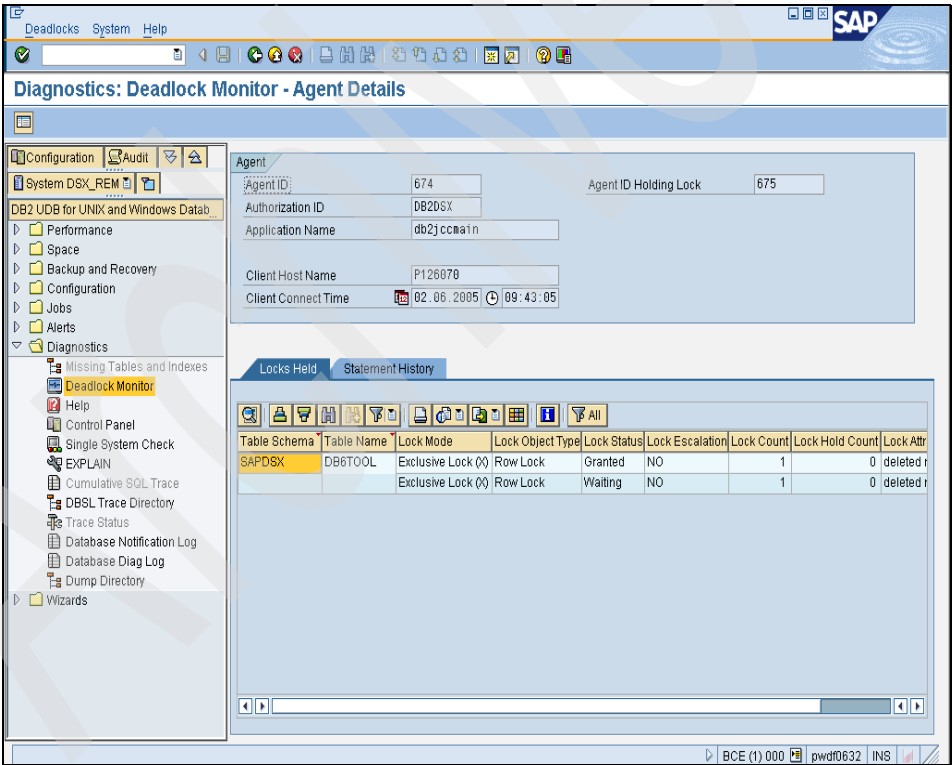 Deadlocks System Help
SAP
Diagnostics: Deadlock Monitor - Agent Details
Configuration Audit
System DSX_REM
DB2 UDB for UNIX and Windows Datab
Performance
Space
Backup and Recovery
Configuration
Jobs
Alerts
Diagnostics
Missing Tables and Indexes
Deadlock Monitor
Help
Control Panel
Single System Check
EXPLAIN
Cumulative SQL Trace
DBSL Trace Directory
Trace Status
Database Notification Log
Database Diag Log
Dump Directory
Wizards
Agent
Agent ID: 674 Agent ID Holding Lock 675
Authorization ID DB2DSX
Application Name db2jccmain
Client Host Name P126070
Client Connect Time 02.06.2005 09:43:05
Locks Held Statement History
All
Table Schema Table Name Lock Mode Lock Object Type Lock Status Lock Escalation Lock Count Lock Hold Count Lock Attr
SAPDSX DB6TOOL Exclusive Lock (X) Row Lock Granted NO 1 0 deleted r
Exclusive Lock (X) Row Lock Waiting NO 1 0 deleted r
BCE (1) 000 pwdf0632 INS